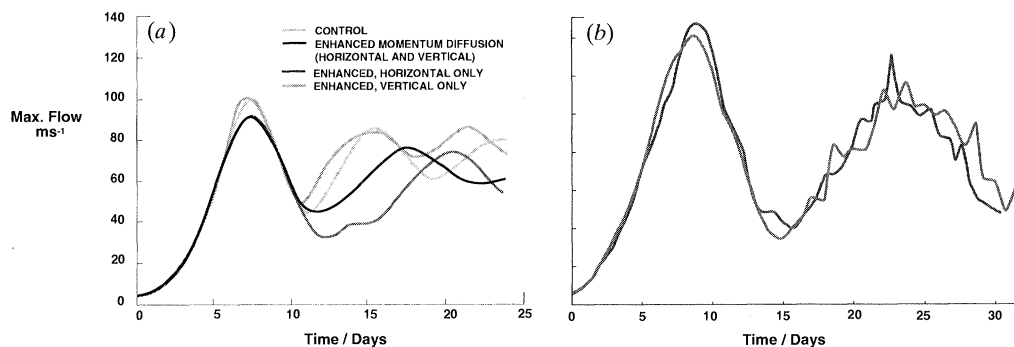 (a)
(b)
CONTROL
ENHANCED MOMENTUM DIFFUSION
(HORIZONTAL AND VERTICAL)
ENHANCED, HORIZONTAL ONLY
ENHANCED, VERTICAL ONLY
Max. Flow
ms-1
140
120
100
80
60
40
20
0
0 5 10 15 20 25
Time / Days
0 5 10 15 20 25 30
Time / Days